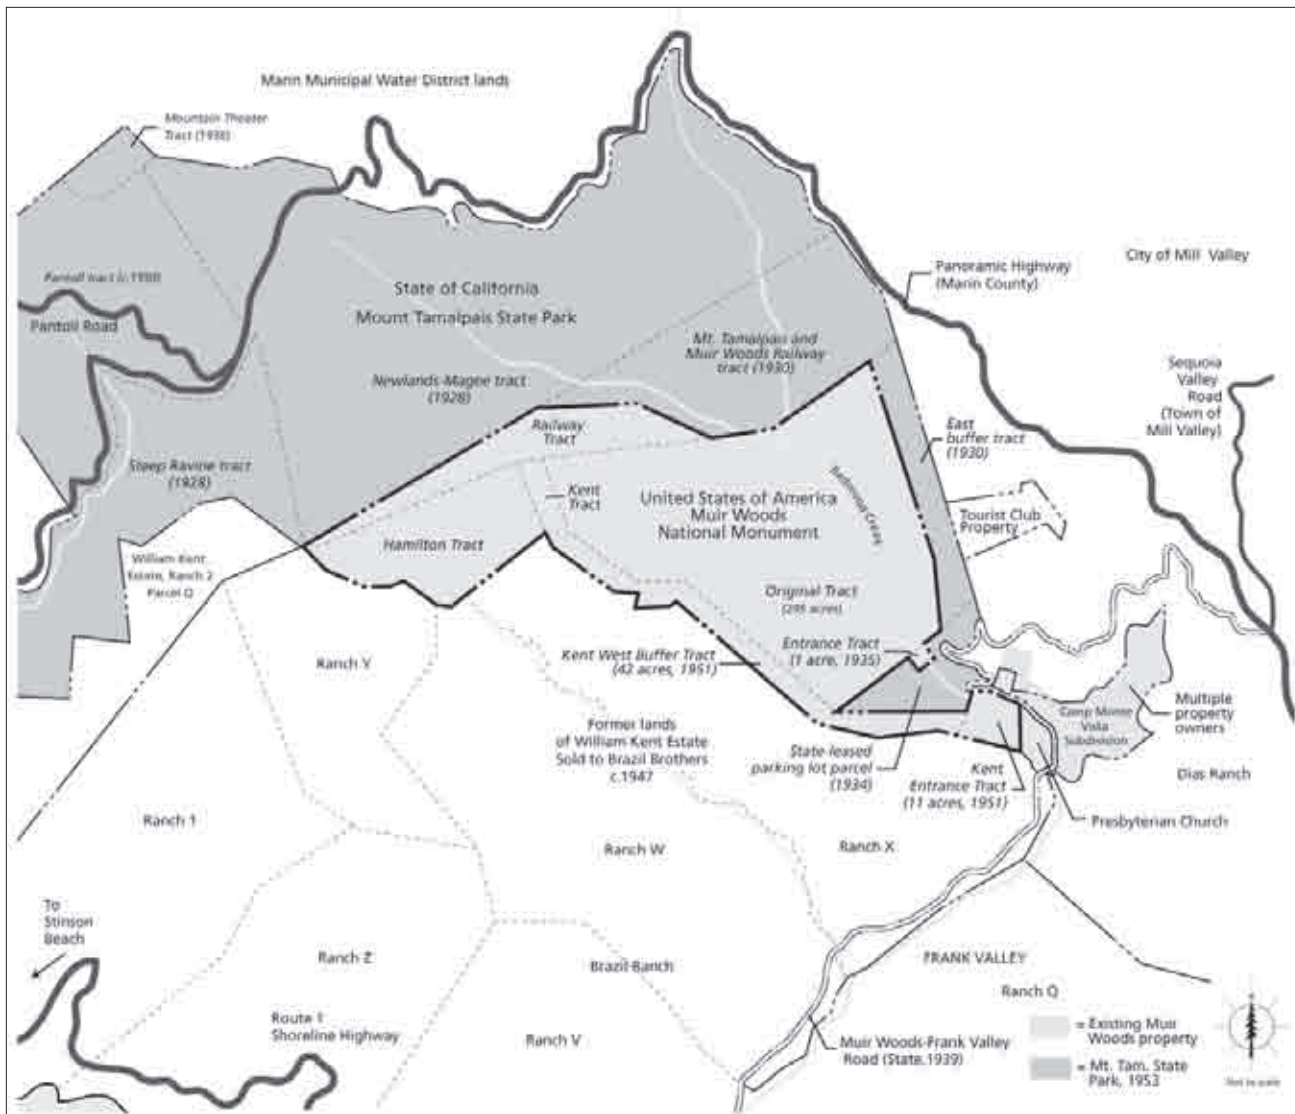 Marin Municipal Water District lands
Mountain Theater
Tract (1930)
City of Mill Valley
Panoramic Highway
(Marin County)
Pantoll tract (c.1930)
State of California
Mount Tamalpais State Park
Pantoll Road
Mt. Tamalpais and
Muir Woods Railway
tract (1930)
Newlands-Magee tract
(1928)
Sequoia
Valley
Road
(Town of
Mill Valley)
Railway
Tract
East
buffer tract
(1930)
Steep Ravine tract
(1928)
Kent
Tract
United States of America
Muir Woods
National Monument
Redwood Creek
Tourist Club
Property
Hamilton Tract
William Kent
Estate, Ranch 2
Parcel O
Original Tract
(295 acres)
Entrance Tract
(1 acre, 1935)
Kent West Buffer Tract
(42 acres, 1951)
Ranch Y
Camp Monte
Vista
Subdivision
Multiple
property
owners
Former lands
of William Kent Estate
Sold to Brazil Brothers
c.1947
State-leased
parking lot parcel
(1934)
Kent
Entrance Tract
(11 acres, 1951)
Dias Ranch
Presbyterian Church
Ranch 1
Ranch W
Ranch X
To
Stinson
Beach
Ranch Z
Brazil Ranch
FRANK VALLEY
Ranch Q
Route 1
Shoreline Highway
Ranch V
Muir Woods-Frank Valley
Road (State, 1939)
= Existing Muir
Woods property
= Mt. Tam. State
Park, 1953
Not to scale